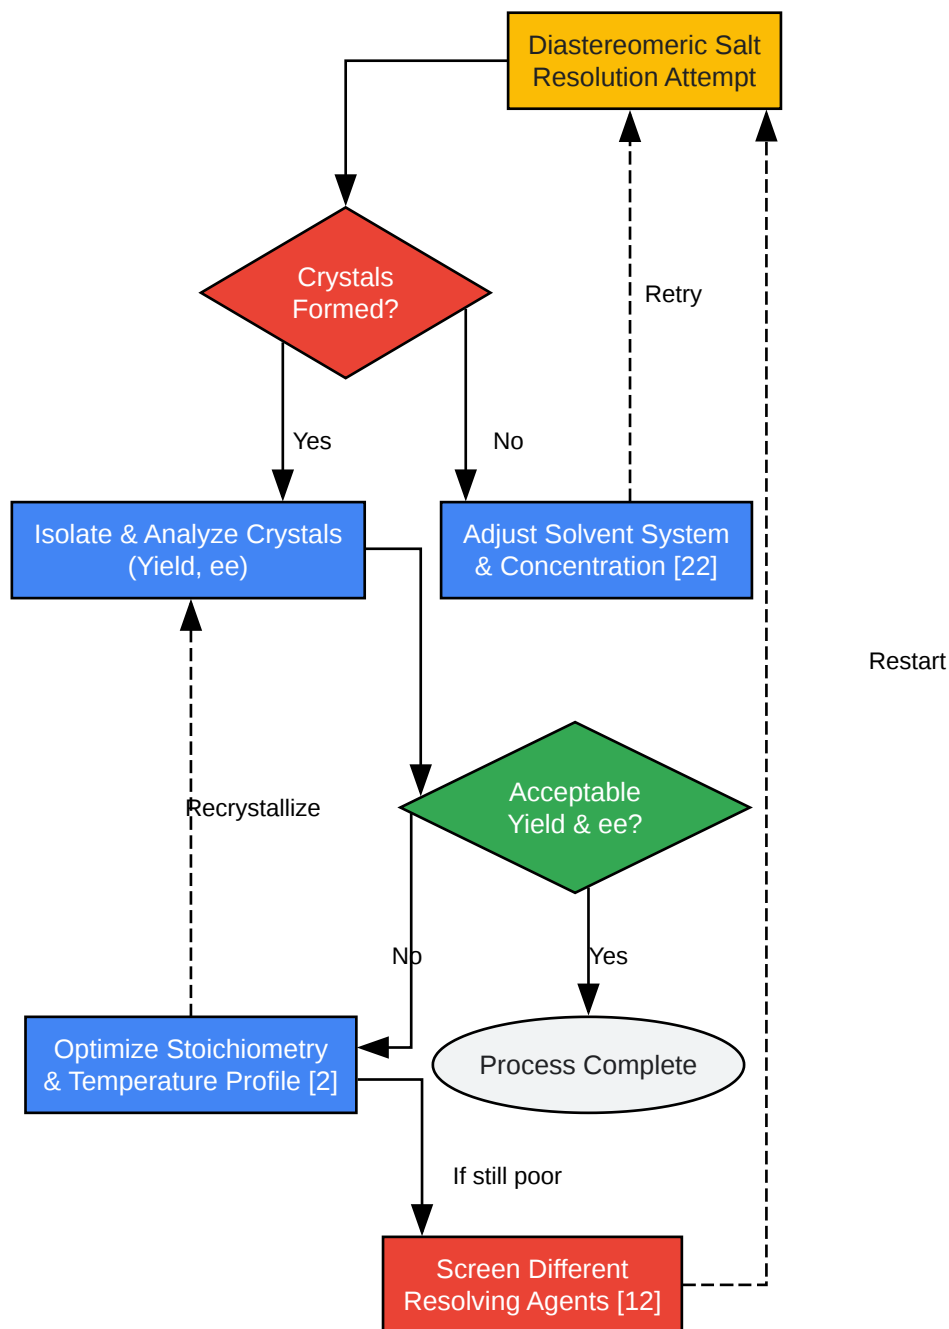 Diastereomeric Salt
Resolution Attempt
Crystals
Formed?
Retry
Yes
No
Isolate & Analyze Crystals
(Yield, ee)
Adjust Solvent System
& Concentration [22]
Restart
Acceptable
Yield & ee?
Recrystallize
No
Yes
Optimize Stoichiometry
& Temperature Profile [2]
Process Complete
If still poor
Screen Different
Resolving Agents [12]